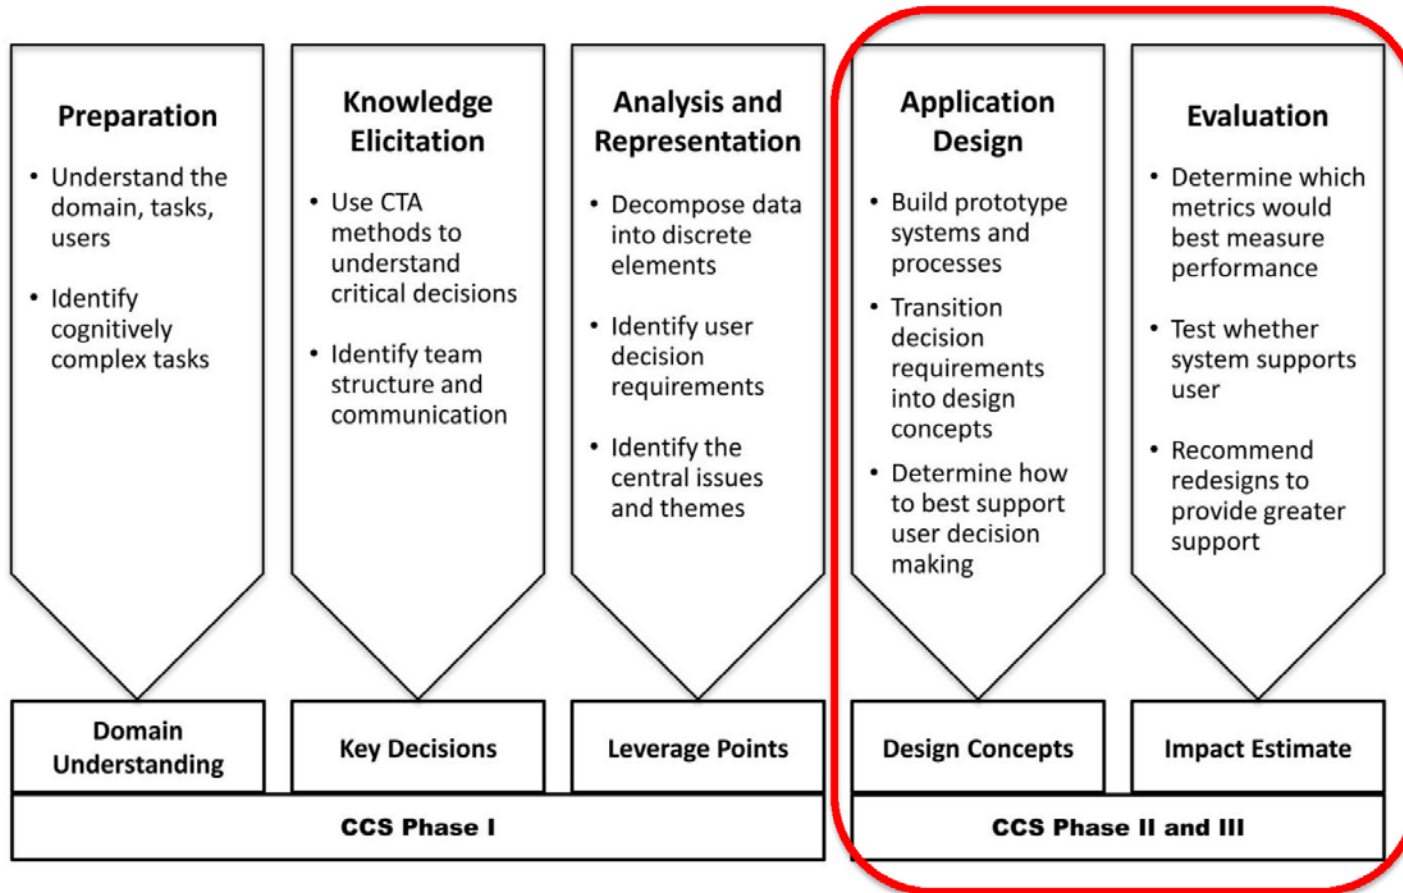 Preparation
• Understand the
domain, tasks,
users
• Identify
cognitively
complex tasks
Domain
Understanding
Knowledge
Elicitation
• Use CTA
methods to
understand
critical decisions
• Identify team
structure and
communication
Key Decisions
Analysis and
Representation
• Decompose data
into discrete
elements
• Identify user
decision
requirements
• Identify the
central issues
and themes
Leverage Points
CCS Phase I
Application
Design
• Build prototype
systems and
processes
• Transition
decision
requirements
into design
concepts
• Determine how
to best support
user decision
making
Design Concepts
Evaluation
• Determine which
metrics would
best measure
performance
• Test whether
system supports
user
• Recommend
redesigns to
provide greater
support
Impact Estimate
CCS Phase II and III